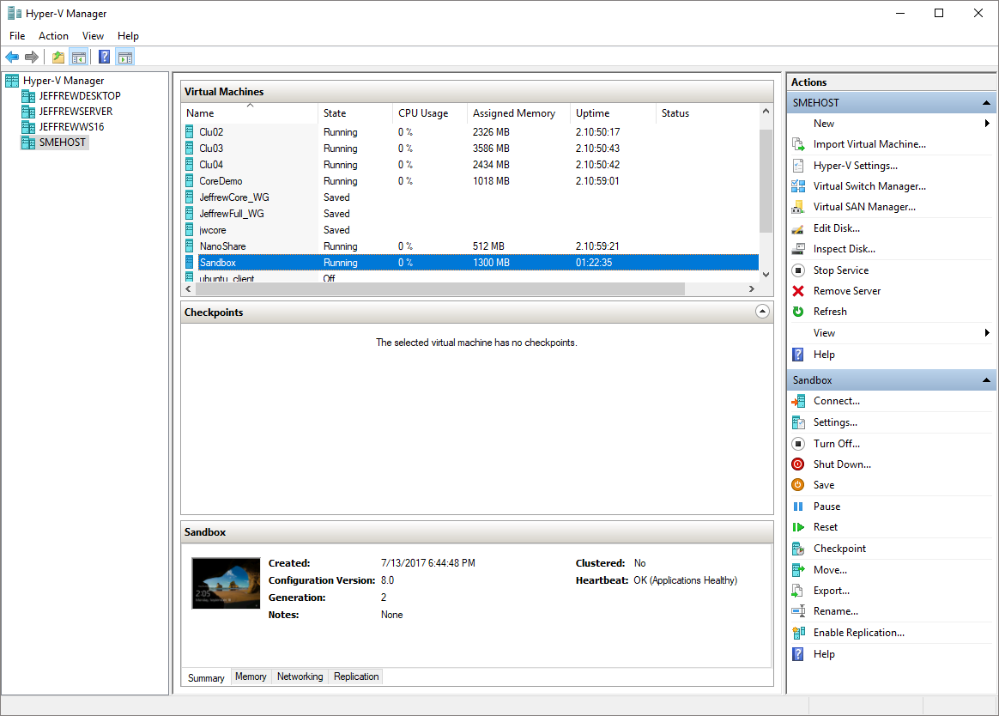 Hyper-V Manager
File Action View Help
Hyper-V Manager
JEFFREWDESKTOP
JEFFREWSERVER
JEFFREWWS16
SMEHOST
Virtual Machines
Name State CPU Usage Assigned Memory Uptime Status
Clu02 Running 0 % 2326 MB 2.10:50:17
Clu03 Running 0 % 3586 MB 2.10:50:43
Clu04 Running 0 % 2434 MB 2.10:50:42
CoreDemo Running 0 % 1018 MB 2.10:59:01
JeffrewCore_WG Saved
JeffrewFull_WG Saved
jwcore Saved
NanoShare Running 0 % 512 MB 2.10:59:21
Sandbox Running 0 % 1300 MB 01:22:35
ubuntu_client Off
Checkpoints
The selected virtual machine has no checkpoints.
Sandbox
2:05
Created: 7/13/2017 6:44:48 PM Clustered: No
Configuration Version: 8.0 Heartbeat: OK (Applications Healthy)
Generation: 2
Notes: None
Summary Memory Networking Replication
Actions
SMEHOST
New
Import Virtual Machine...
Hyper-V Settings...
Virtual Switch Manager...
Virtual SAN Manager...
Edit Disk...
Inspect Disk...
Stop Service
Remove Server
Refresh
View
Help
Sandbox
Connect...
Settings...
Turn Off...
Shut Down...
Save
Pause
Reset
Checkpoint
Move...
Export...
Rename...
Enable Replication...
Help